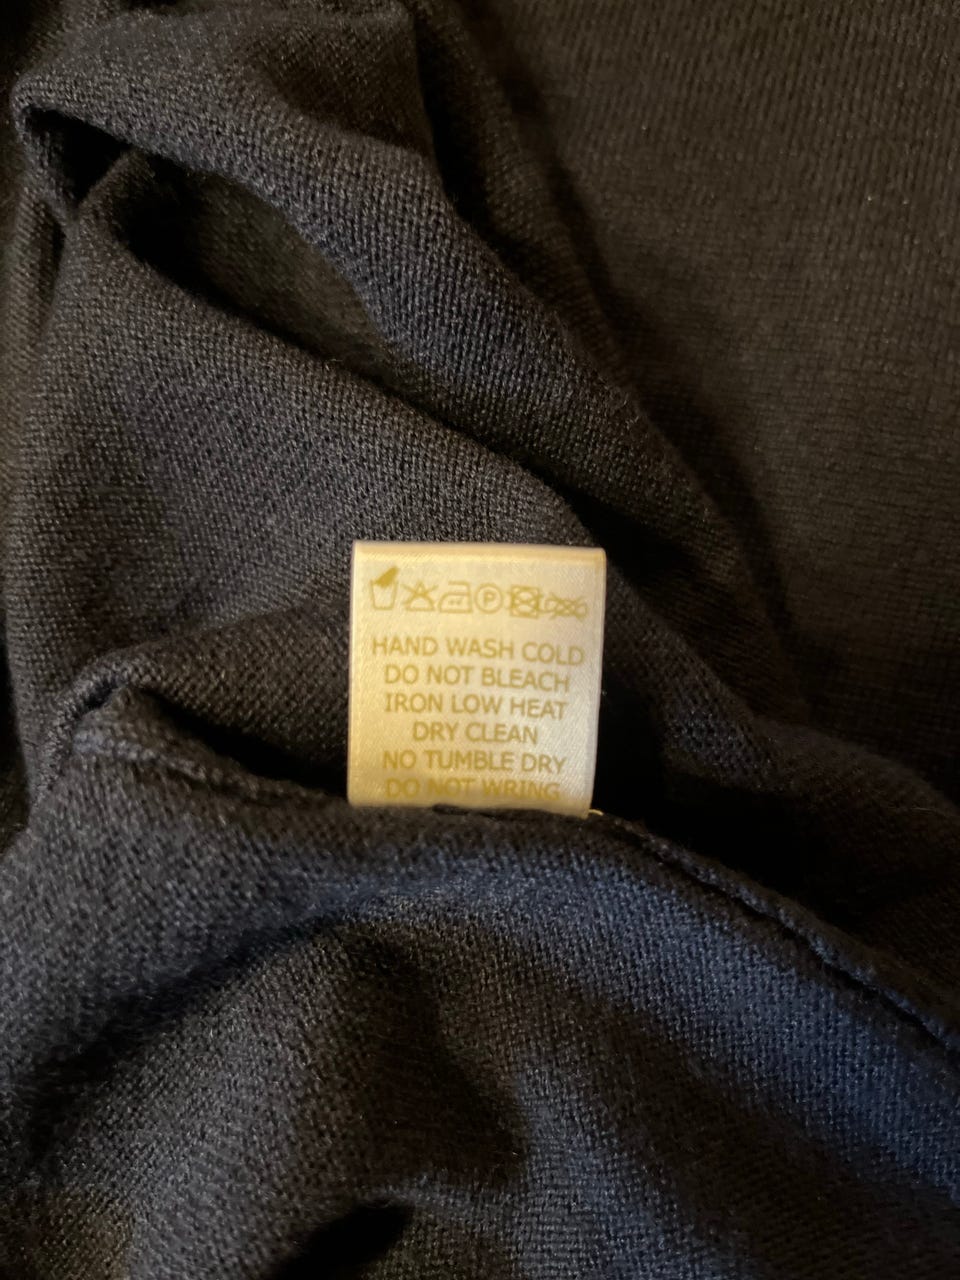 P
HAND WASH COLD
DO NOT BLEACH
IRON LOW HEAT
DRY CLEAN
NO TUMBLE DRY
DO NOT WRING